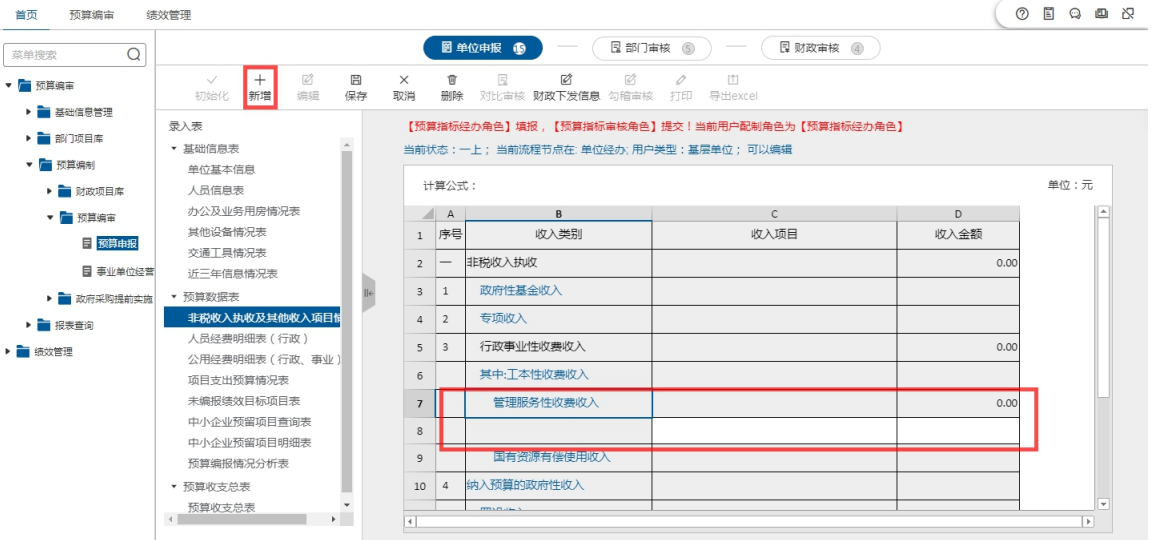 首页 预算编审 绩效管理
菜单搜索
单位申报 15 部门审核 5 财政审核 4
初始化 新增 编辑 保存 取消 删除 对比审核 财政下发信息 勾稽审核 打印 导出excel
预算编审
基础信息管理
部门项目库
预算编制
财政项目库
预算编审
预算申报
事业单位经营
政府采购提前实施
报表查询
绩效管理
录入表
基础信息表
单位基本信息
人员信息表
办公及业务用房情况表
其他设备情况表
交通工具情况表
近三年信息情况表
预算数据表
非税收入执收及其他收入项目情
人员经费明细表（行政）
公用经费明细表（行政、事业）
项目支出预算情况表
未编报绩效目标项目表
中小企业预留项目查询表
中小企业预留项目明细表
预算编报情况分析表
预算收支总表
预算收支总表
【预算指标经办角色】填报，【预算指标审核角色】提交！当前用户配制角色为【预算指标经办角色】
当前状态：一上； 当前流程节点在: 单位经办; 用户类型：基层单位； 可以编辑
计算公式： 单位：元
A B C D
1 序号 收入类别 收入项目 收入金额
2 一 非税收入执收 0.00
3 1 政府性基金收入
4 2 专项收入
5 3 行政事业性收费收入 0.00
6 其中:工本性收费收入
7 管理服务性收费收入 0.00
8
9 国有资源有偿使用收入
10 4 纳入预算的政府性收入